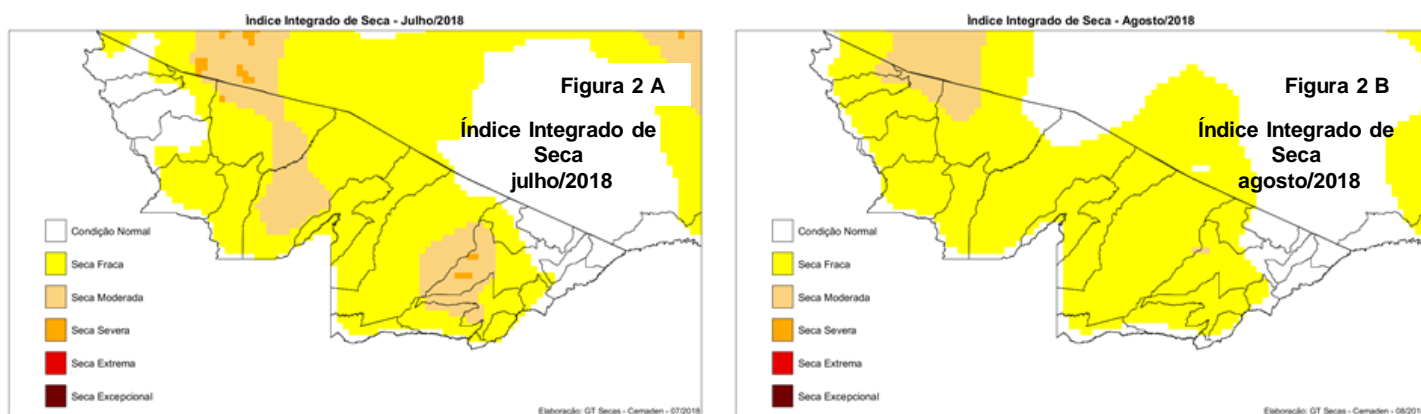 Índice Integrado de Seca - Julho/2018
Figura 2 A
Índice Integrado de
Seca
julho/2018
Condição Normal
Seca Fraca
Seca Moderada
Seca Severa
Seca Extrema
Seca Excepcional
Elaboração: GT Secas - Cemaden - 07/2018
Índice Integrado de Seca - Agosto/2018
Figura 2 B
Índice Integrado de
Seca
agosto/2018
Condição Normal
Seca Fraca
Seca Moderada
Seca Severa
Seca Extrema
Seca Excepcional
Elaboração: GT Secas - Cemaden - 08/201